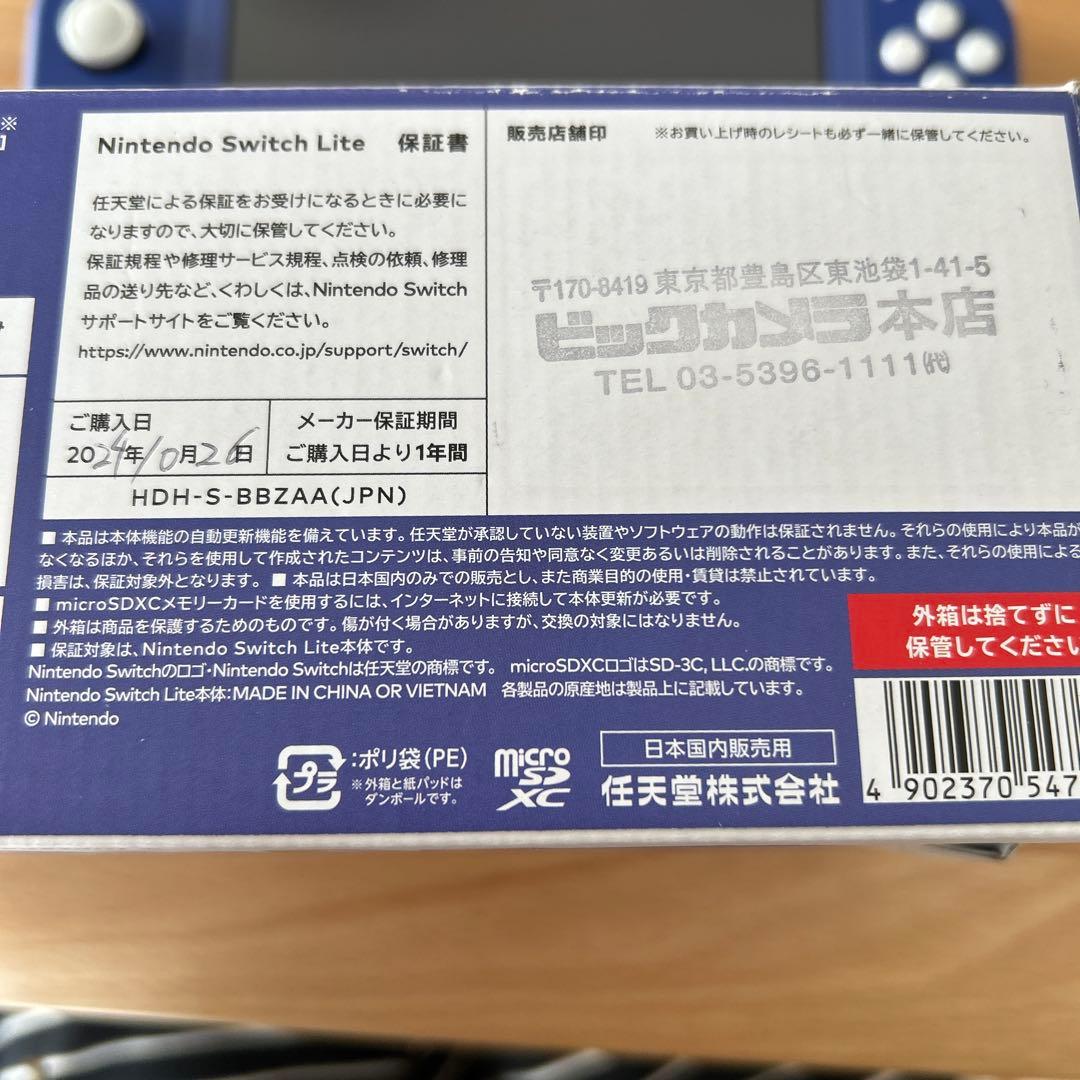 ※
Nintendo Switch Lite 保証書
任天堂による保証をお受けになるときに必要に
なりますので、大切に保管してください。
保証規程や修理サービス規程、点検の依頼、修理
品の送り先など、くわしくは、Nintendo Switch
サポートサイトをご覧ください。
https://www.nintendo.co.jp/support/switch/
ご購入日
2024年10月26日
メーカー保証期間
ご購入日より1年間
HDH-S-BBZAA(JPN)
販売店舗印 ※お買い上げ時のレシートも必ず一緒に保管してください。
〒170-8419 東京都豊島区東池袋1-41-5
ビックカメラ本店
TEL 03-5396-1111㈹
■ 本品は本体機能の自動更新機能を備えています。任天堂が承認していない装置やソフトウェアの動作は保証されません。それらの使用により本品が
なくなるほか、それらを使用して作成されたコンテンツは、事前の告知や同意なく変更あるいは削除されることがあります。また、それらの使用による
損害は、保証対象外となります。 ■ 本品は日本国内のみでの販売とし、また商業目的の使用・賃貸は禁止されています。
■ microSDXCメモリーカードを使用するには、インターネットに接続して本体更新が必要です。
■ 外箱は商品を保護するためのものです。傷が付く場合がありますが、交換の対象にはなりません。
■ 保証対象は、Nintendo Switch Lite本体です。
Nintendo Switchのロゴ・Nintendo Switchは任天堂の商標です。 microSDXCロゴはSD-3C, LLC.の商標です。
Nintendo Switch Lite本体：MADE IN CHINA OR VIETNAM 各製品の原産地は製品上に記載しています。
© Nintendo
外箱は捨てずに
保管してください
プラ
：ポリ袋（PE）
※外箱と紙パッドは
ダンボールです。
micro
SD
XC
日本国内販売用
任天堂株式会社
4 902370 547